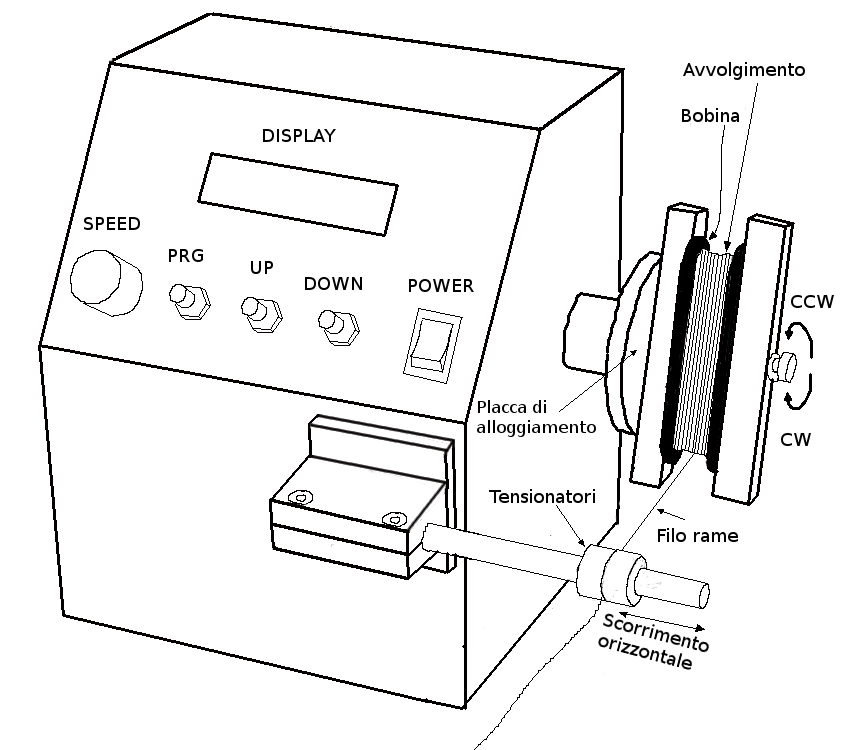 Avvolgimento
Bobina
DISPLAY
SPEED
PRG
UP
DOWN
POWER
CCW
CW
Placca di
alloggiamento
Tensionatori
Filo rame
Scorrimento
orizzontale